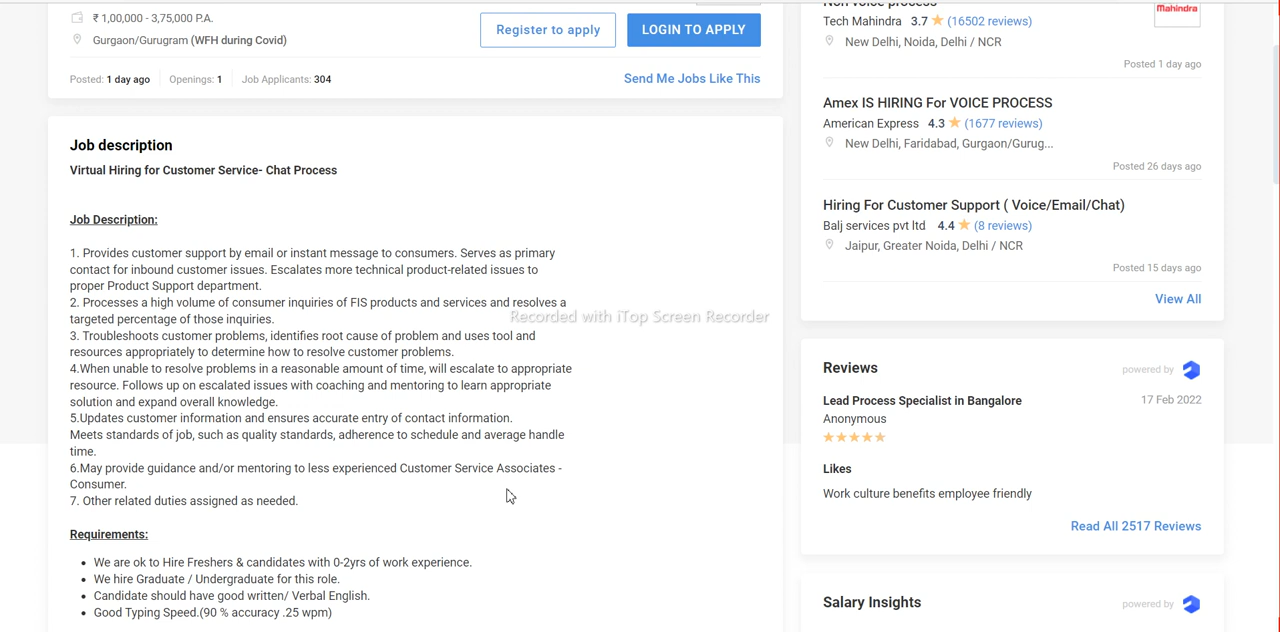 ₹ 1,00,000 - 3,75,000 P.A.
Gurgaon/Gurugram (WFH during Covid)
Register to apply
LOGIN TO APPLY
Posted: 1 day ago
Openings: 1
Job Applicants: 304
Send Me Jobs Like This
Job description
Virtual Hiring for Customer Service- Chat Process
Job Description:
1. Provides customer support by email or instant message to consumers. Serves as primary
contact for inbound customer issues. Escalates more technical product-related issues to
proper Product Support department.
2. Processes a high volume of consumer inquiries of FIS products and services and resolves a
targeted percentage of those inquiries.
3. Troubleshoots customer problems, identifies root cause of problem and uses tool and
resources appropriately to determine how to resolve customer problems.
4.When unable to resolve problems in a reasonable amount of time, will escalate to appropriate
resource. Follows up on escalated issues with coaching and mentoring to learn appropriate
solution and expand overall knowledge.
5.Updates customer information and ensures accurate entry of contact information.
Meets standards of job, such as quality standards, adherence to schedule and average handle
time.
6.May provide guidance and/or mentoring to less experienced Customer Service Associates -
Consumer.
7. Other related duties assigned as needed.
Requirements:
We are ok to Hire Freshers & candidates with 0-2yrs of work experience.
We hire Graduate / Undergraduate for this role.
Candidate should have good written/ Verbal English.
Good Typing Speed.(90 % accuracy .25 wpm)
Recorded with iTop Screen Recorder
Non voice process
Tech Mahindra 3.7 (16502 reviews)
Mahindra
New Delhi, Noida, Delhi / NCR
Posted 1 day ago
Amex IS HIRING For VOICE PROCESS
American Express 4.3 (1677 reviews)
New Delhi, Faridabad, Gurgaon/Gurug...
Posted 26 days ago
Hiring For Customer Support ( Voice/Email/Chat)
Balj services pvt ltd 4.4 (8 reviews)
Jaipur, Greater Noida, Delhi / NCR
Posted 15 days ago
View All
Reviews
powered by
Lead Process Specialist in Bangalore
17 Feb 2022
Anonymous
Likes
Work culture benefits employee friendly
Read All 2517 Reviews
Salary Insights
powered by